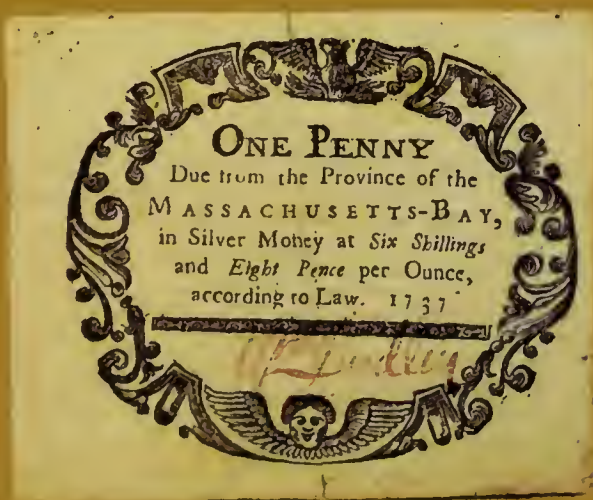 ONE PENNY
Due from the Province of the
MASSACHUSETTS-BAY,
in Silver Money at Six Shillings
and Eight Pence per Ounce,
according to Law. 1737